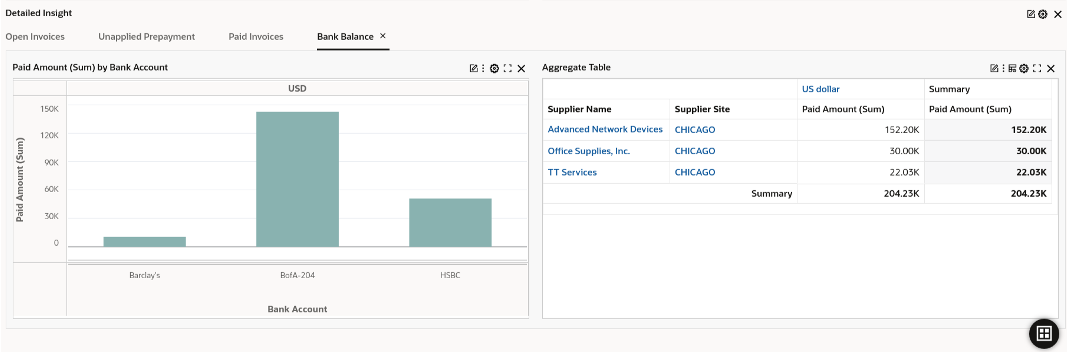 Detailed Insight
Open Invoices Unapplied Prepayment Paid Invoices Bank Balance
Paid Amount (Sum) by Bank Account
USD
150K
120K
90K
60K
30K
0
Paid Amount (Sum)
Barclay's BofA-204 HSBC
Bank Account
Aggregate Table
US dollar Summary
Supplier Name Supplier Site Paid Amount (Sum) Paid Amount (Sum)
Advanced Network Devices CHICAGO 152.20K 152.20K
Office Supplies, Inc. CHICAGO 30.00K 30.00K
TT Services CHICAGO 22.03K 22.03K
Summary 204.23K 204.23K